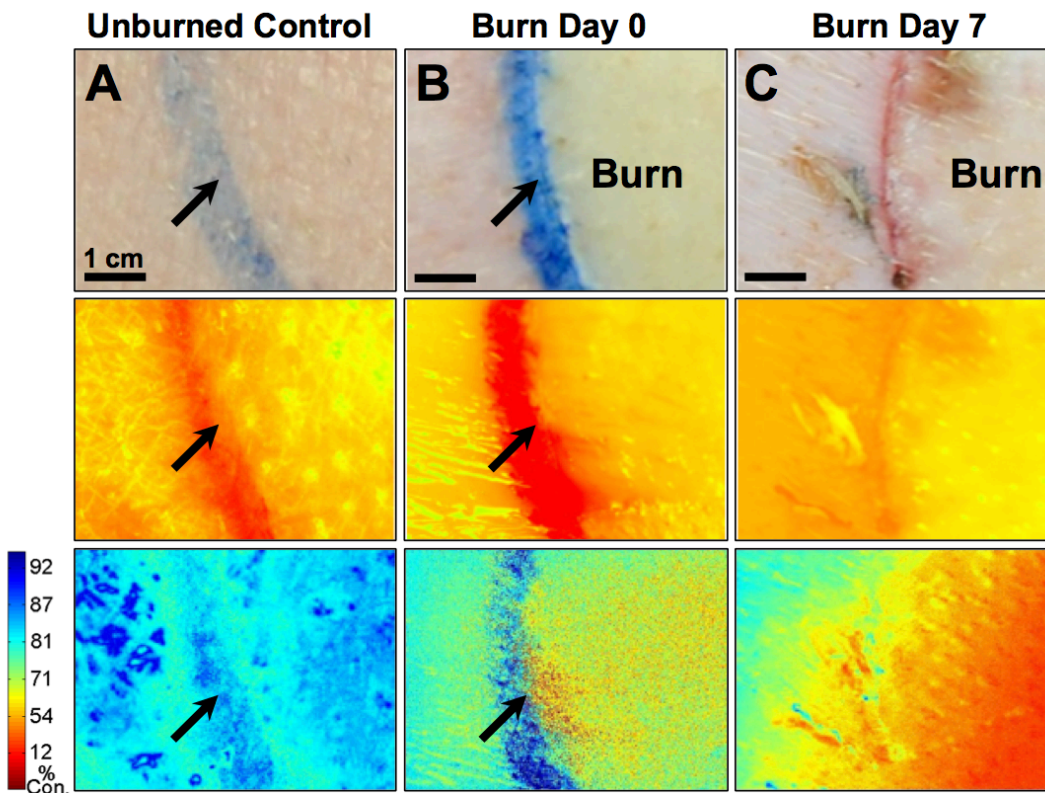 Unburned Control
Burn Day 0
Burn Day 7
A
B
C
Burn
Burn
1 cm
92
87
81
71
54
12
%
Con.